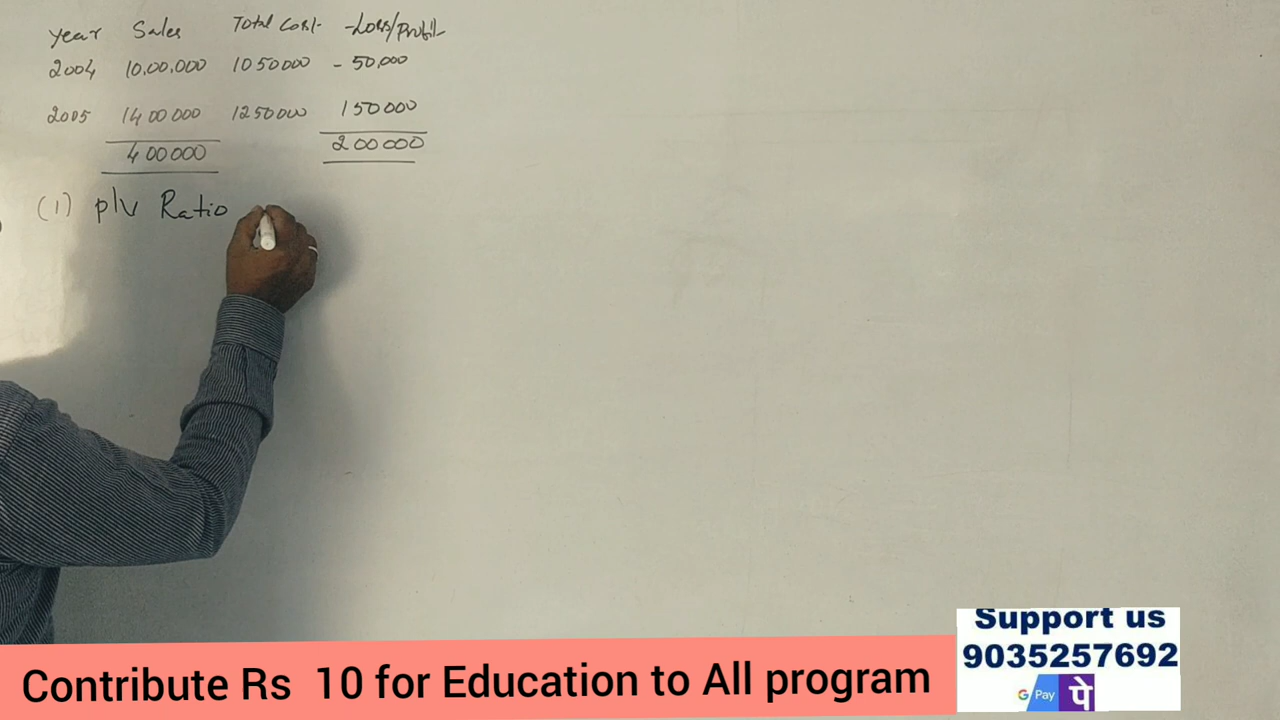 Year Sales Total Cost -Loss/Profit
2004 10,00,000 1050000 - 50,000
2005 1400000 1250000 150000
400000 200000
(1) P/V Ratio
Support us
9035257692
G Pay पे
Contribute Rs 10 for Education to All program